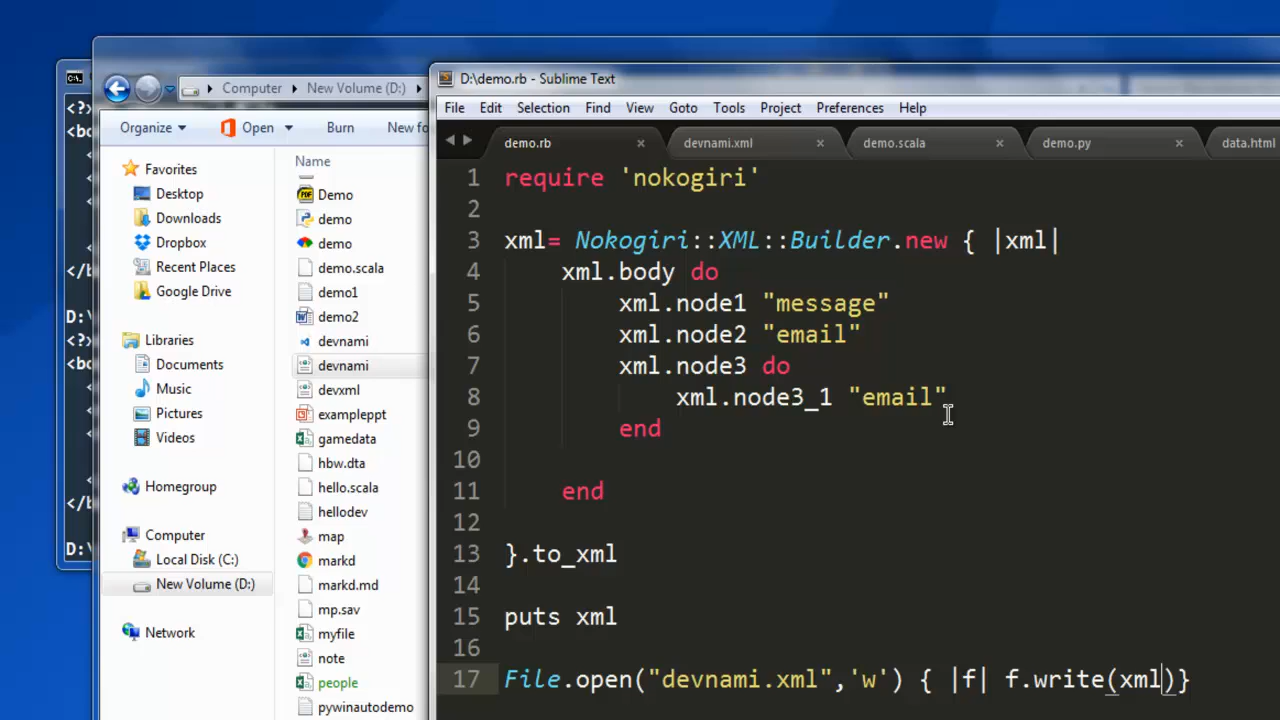 D:\demo.rb - Sublime Text
Computer New Volume (D:)
File Edit Selection Find View Goto Tools Project Preferences Help
Organize Open Burn New fo
demo.rb devnami.xml demo.scala demo.py data.html
Favorites
Desktop
Downloads
Dropbox
Recent Places
Google Drive
Libraries
Documents
Music
Pictures
Videos
Homegroup
Computer
Local Disk (C:)
New Volume (D:)
Network
Name
Demo
demo
demo
demo.scala
demo1
demo2
devnami
devnami
devxml
exampleppt
gamedata
hbw.dta
hello.scala
hellodev
map
markd
markd.md
mp.sav
myfile
note
people
pywinautodemo
1 require 'nokogiri'
2
3 xml= Nokogiri::XML::Builder.new { |xml|
4 xml.body do
5 xml.node1 "message"
6 xml.node2 "email"
7 xml.node3 do
8 xml.node3_1 "email"
9 end
10
11 end
12
13 }.to_xml
14
15 puts xml
16
17 File.open("devnami.xml",'w') { |f| f.write(xml)}
<?x
<bo
</b
D:\
<?x
<bo
</b
D:\